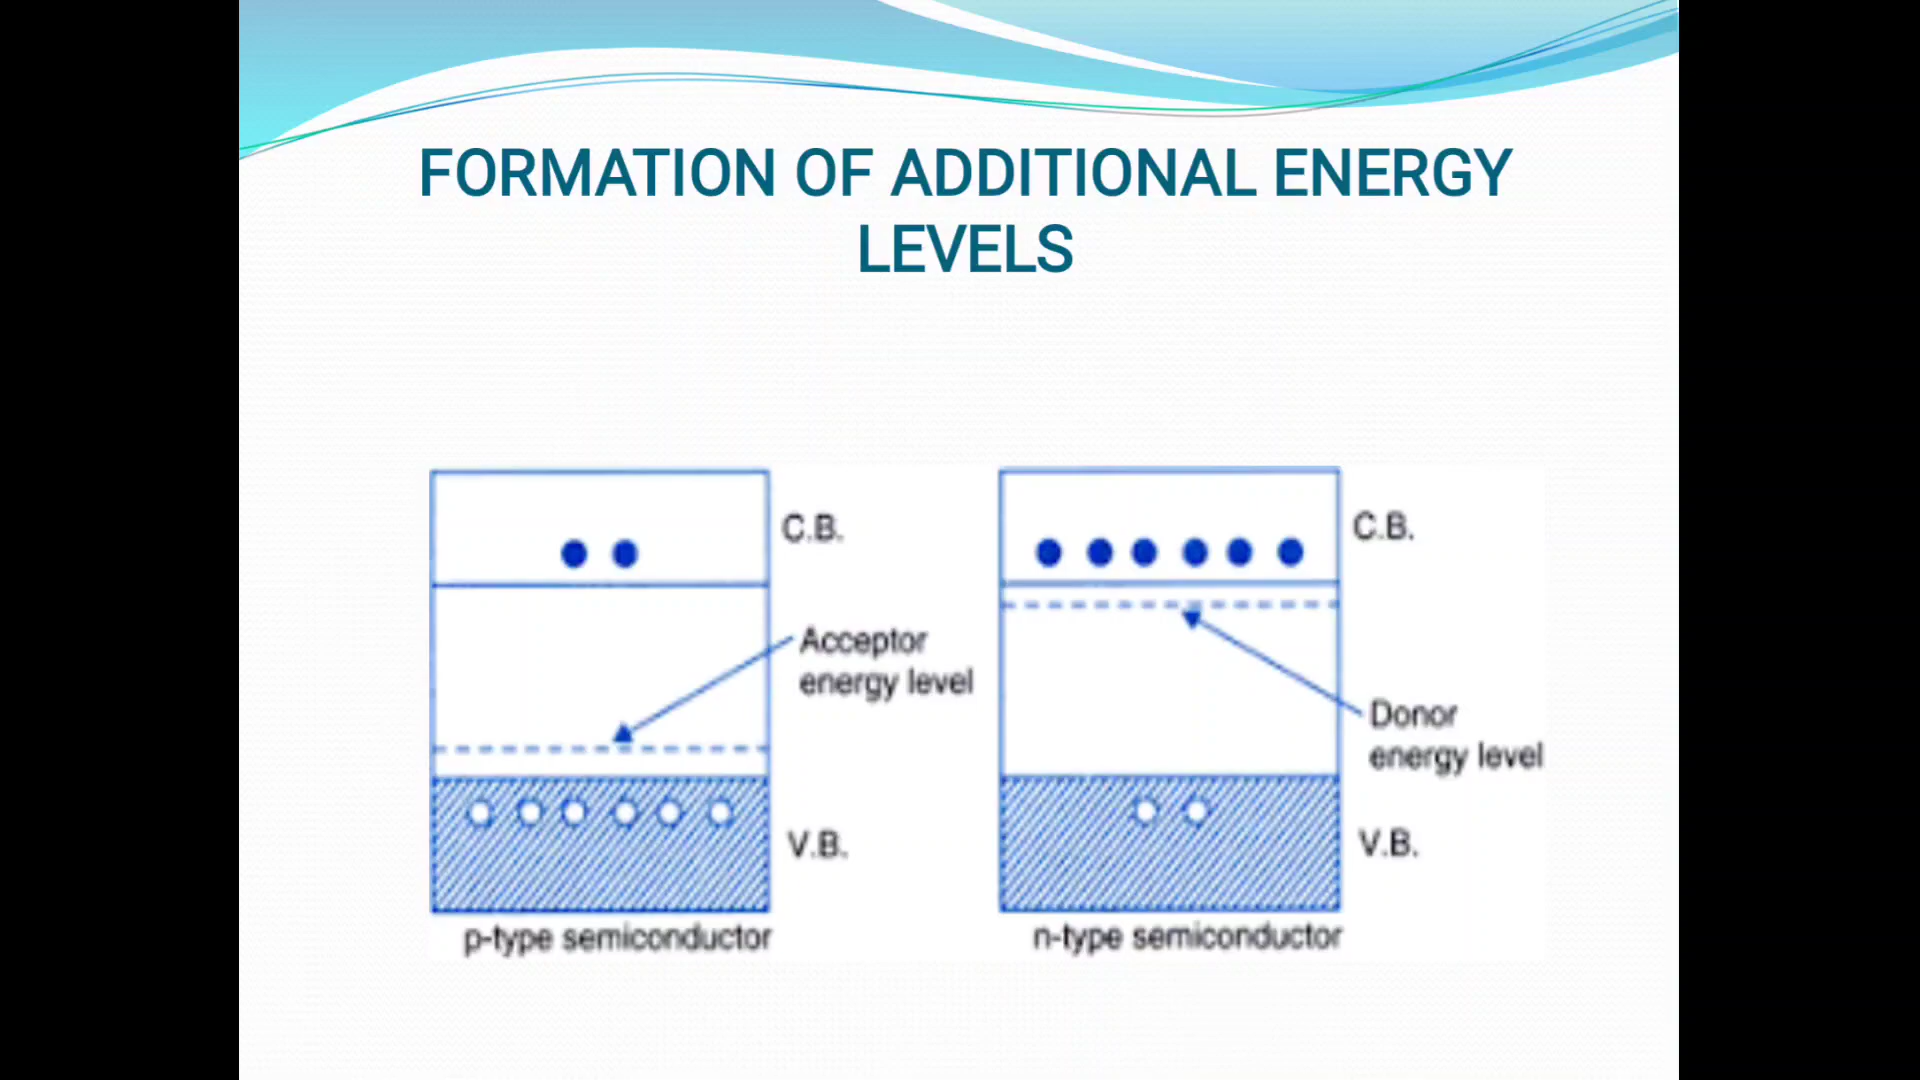 FORMATION OF ADDITIONAL ENERGY
LEVELS
C.B.
Acceptor
energy level
V.B.
p-type semiconductor
C.B.
Donor
energy level
V.B.
n-type semiconductor